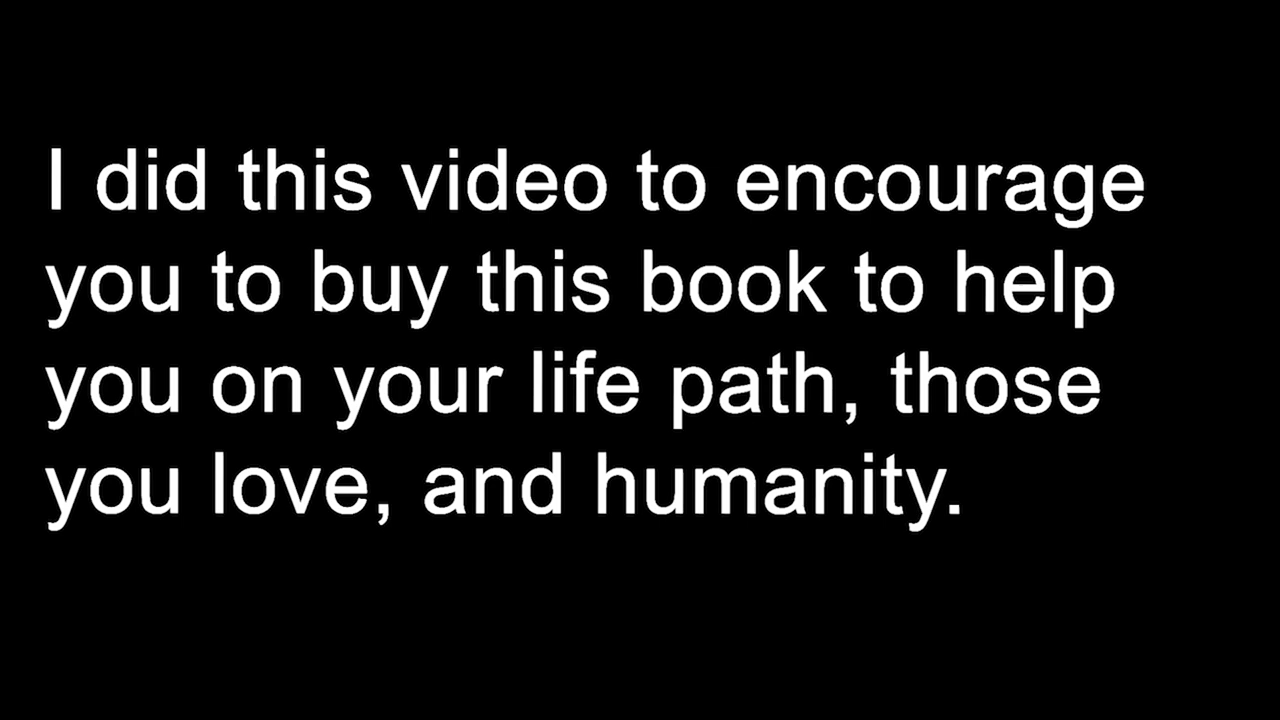 I did this video to encourage
you to buy this book to help
you on your life path, those
you love, and humanity.